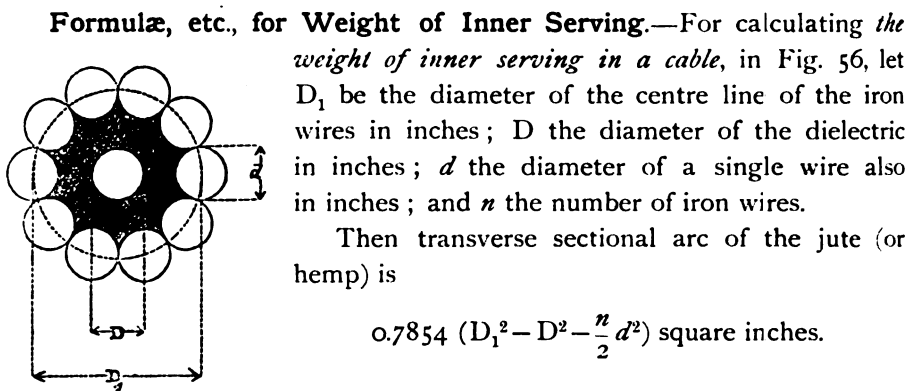 Formulæ, etc., for Weight of Inner Serving.—For calculating the
weight of inner serving in a cable, in Fig. 56, let
D₁ be the diameter of the centre line of the iron
wires in inches ; D the diameter of the dielectric
in inches ; d the diameter of a single wire also
in inches ; and n the number of iron wires.
Then transverse sectional arc of the jute (or
hemp) is
0.7854 (D₁² − D² − n/2 d²) square inches.
d
D
D₁